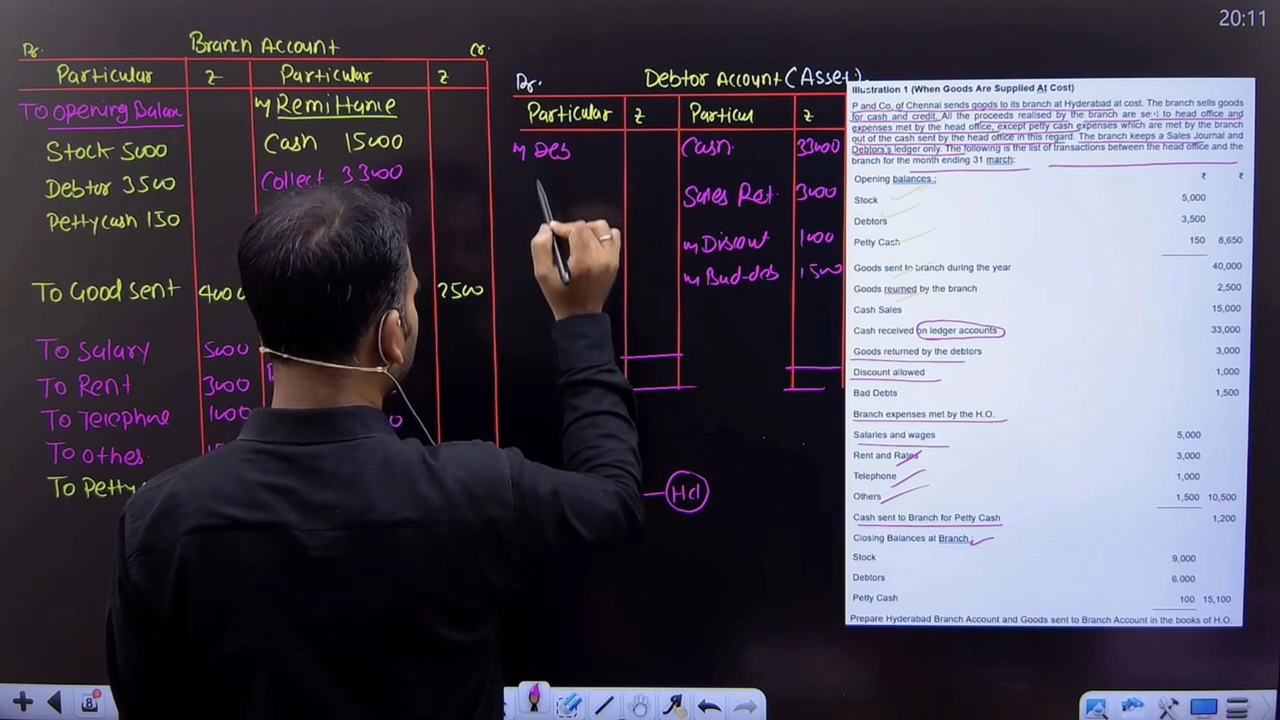 20:11
Dr. Branch Account Cr.
Particular ₹ Particular ₹
To opening Balan
Stock 5000
Debtor 3500
Petty cash 150
To Good sent 4000
To Salary 5000
To Rent 3000
To Telephne 1000
To othes
To Petty
By Remittance
Cash 15000
Collect 33000
2500
Dr. Debtor Account (Asset).
Particular ₹ Particul ₹
Cash 33000
Sales Ret. 3000
Discout 1000
Bad-deb 1500
HO
Illustration 1 (When Goods Are Supplied At Cost)
P and Co, of Chennai sends goods to its branch at Hyderabad at cost. The branch sells goods
for cash and credit. All the proceeds realised by the branch are sent to head office and
expenses met by the head office, except petty cash expenses which are met by the branch
out of the cash sent by the head office in this regard. The branch keeps a Sales Journal and
Debtors's ledger only. The following is the list of transactions between the head office and the
branch for the month ending 31 march:
₹ ₹
Opening balances :
Stock 5,000
Debtors 3,500
Petty Cash 150 8,650
Goods sent to branch during the year 40,000
Goods reurned by the branch 2,500
Cash Sales 15,000
Cash received on ledger accounts 33,000
Goods returned by the debtors 3,000
Discount allowed 1,000
Bad Debts 1,500
Branch expenses met by the H.O.
Salaries and wages 5,000
Rent and Rates 3,000
Telephone 1,000
Others 1,500 10,500
Cash sent to Branch for Petty Cash 1,200
Closing Balances at Branch :
Stock 9,000
Debtors 6.000
Petty Cash 100 15,100
Prepare Hyderabad Branch Account and Goods sent to Branch Account in the books of H.O.